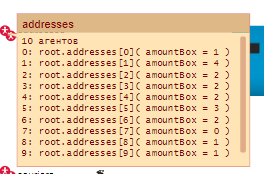 addresses
10 агентов
0: root.addresses[0]( amountBox = 1 )
1: root.addresses[1]( amountBox = 4 )
2: root.addresses[2]( amountBox = 2 )
3: root.addresses[3]( amountBox = 2 )
4: root.addresses[4]( amountBox = 2 )
5: root.addresses[5]( amountBox = 3 )
6: root.addresses[6]( amountBox = 2 )
7: root.addresses[7]( amountBox = 0 )
8: root.addresses[8]( amountBox = 1 )
9: root.addresses[9]( amountBox = 1 )